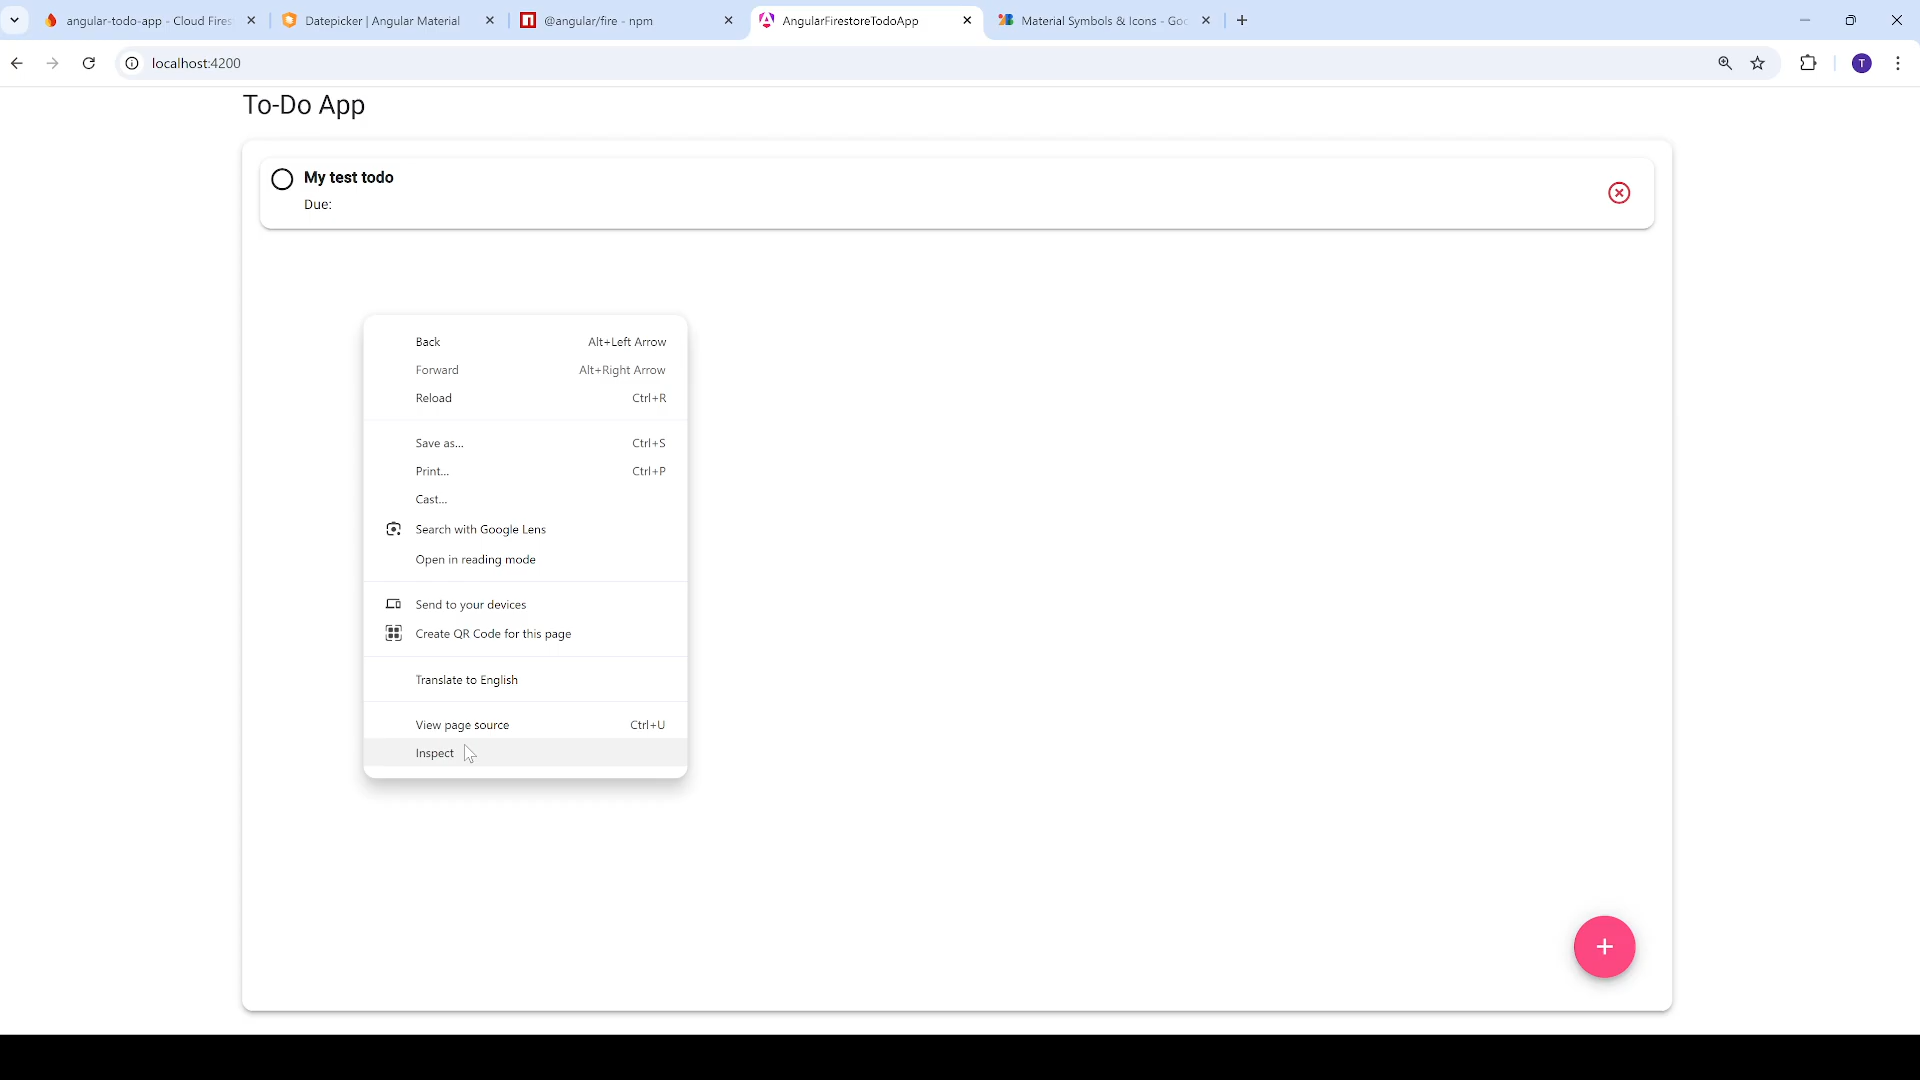 angular-todo-app - Cloud Fires
Datepicker | Angular Material
@angular/fire - npm
AngularFirestoreTodoApp
Material Symbols & Icons - Goo
localhost:4200
T
To-Do App
My test todo
Due:
Back Alt+Left Arrow
Forward Alt+Right Arrow
Reload Ctrl+R
Save as... Ctrl+S
Print... Ctrl+P
Cast...
Search with Google Lens
Open in reading mode
Send to your devices
Create QR Code for this page
Translate to English
View page source Ctrl+U
Inspect